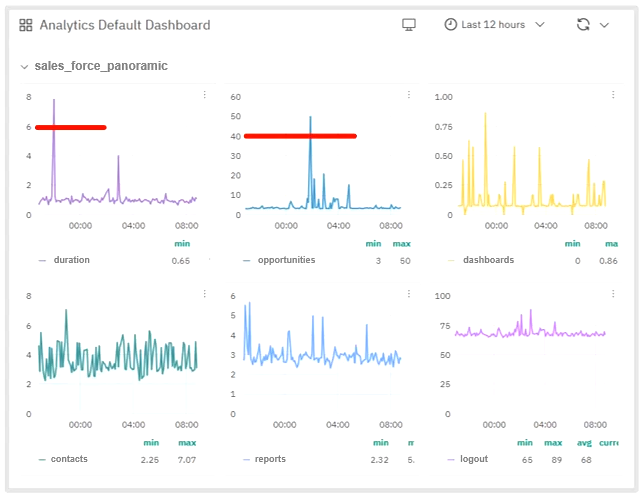 Analytics Default Dashboard
Last 12 hours
sales_force_panoramic
8
6
4
2
0
00:00 04:00 08:00
min
duration 0.65
60
50
40
30
20
10
0
00:00 04:00 08:00
min max
opportunities 3 50
1.00
0.75
0.50
0.25
0
00:00 04:00 08:00
min ma
dashboards 0 0.86
8
6
4
2
0
00:00 04:00 08:00
min max
contacts 2.26 7.07
6
5
4
3
2
1
0
00:00 04:00 08:00
min m
reports 2.32 5.
100
75
50
25
0
00:00 04:00 08:00
min max avg curre
logout 65 89 68